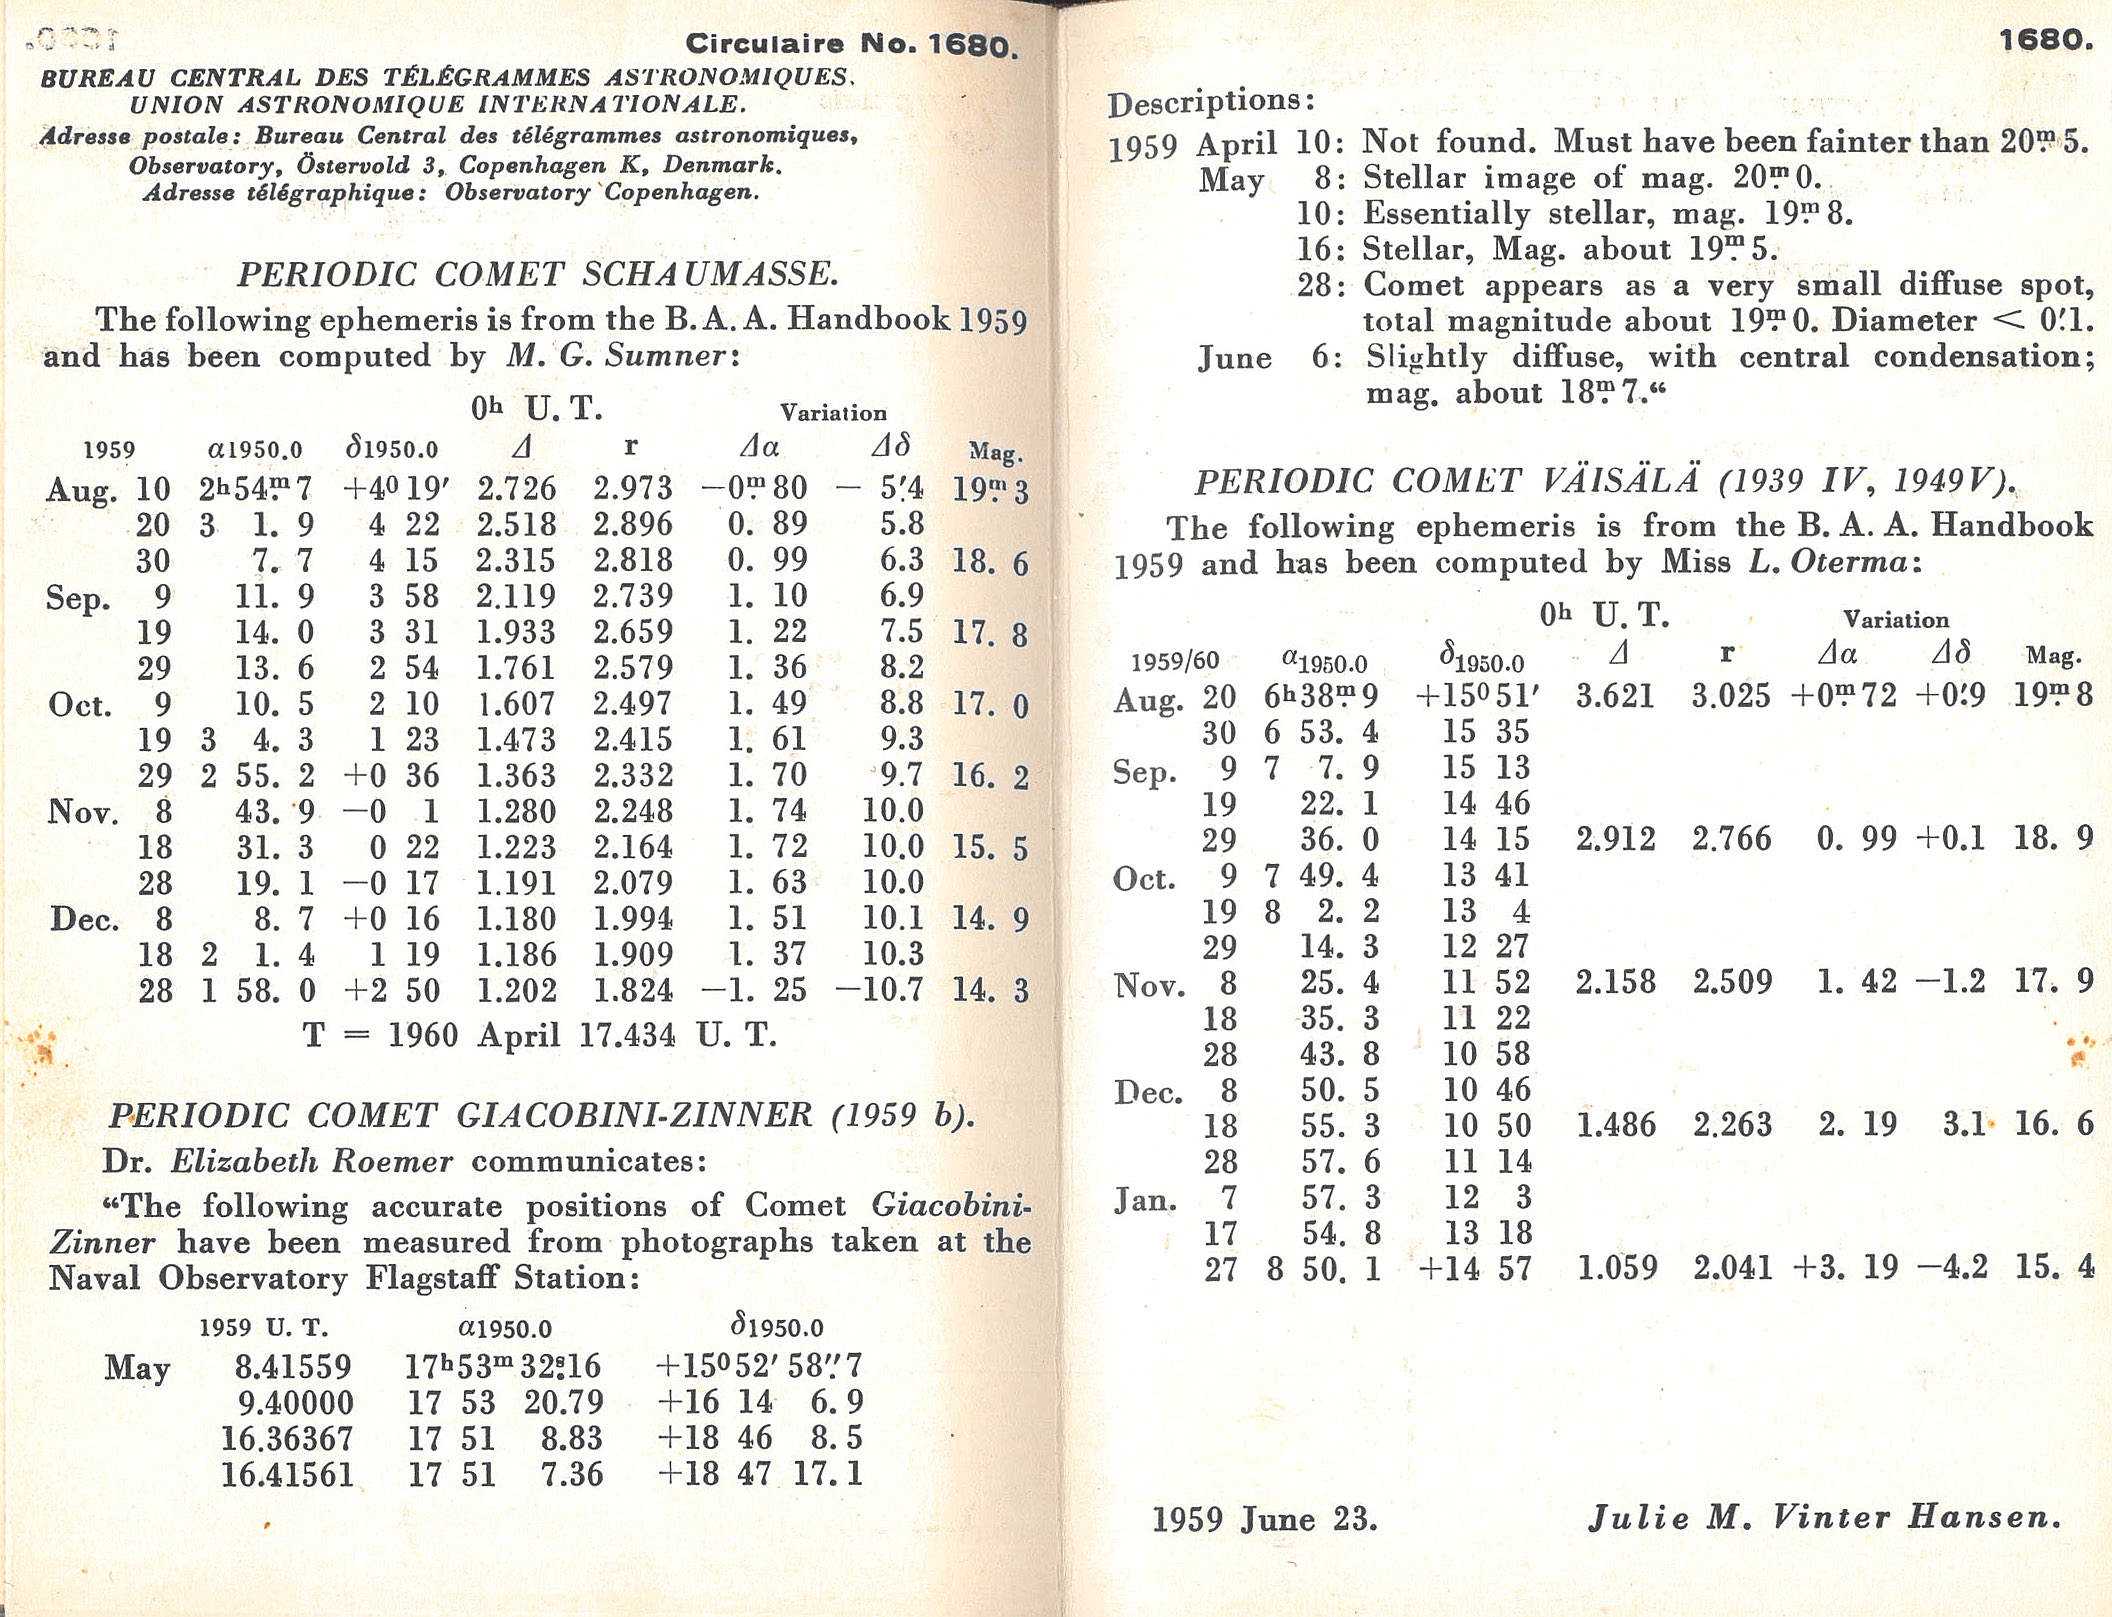 Circulaire No. 1680.
BUREAU CENTRAL DES TÉLÉGRAMMES ASTRONOMIQUES.
UNION ASTRONOMIQUE INTERNATIONALE.
Adresse postale: Bureau Central des télégrammes astronomiques,
Observatory, Östervold 3, Copenhagen K, Denmark.
Adresse télégraphique: Observatory Copenhagen.
PERIODIC COMET SCHAUMASSE.
The following ephemeris is from the B. A. A. Handbook 1959
and has been computed by M. G. Sumner:
0ʰ U. T. Variation
1959 α1950.0 δ1950.0 Δ r Δα Δδ Mag.
Aug. 10 2ʰ54ᵐ.7 +4⁰19′ 2.726 2.973 −0ᵐ.80 − 5′.4 19ᵐ.3
20 3 1. 9 4 22 2.518 2.896 0. 89 5.8
30 7. 7 4 15 2.315 2.818 0. 99 6.3 18. 6
Sep. 9 11. 9 3 58 2.119 2.739 1. 10 6.9
19 14. 0 3 31 1.933 2.659 1. 22 7.5 17. 8
29 13. 6 2 54 1.761 2.579 1. 36 8.2
Oct. 9 10. 5 2 10 1.607 2.497 1. 49 8.8 17. 0
19 3 4. 3 1 23 1.473 2.415 1. 61 9.3
29 2 55. 2 +0 36 1.363 2.332 1. 70 9.7 16. 2
Nov. 8 43. 9 −0 1 1.280 2.248 1. 74 10.0
18 31. 3 0 22 1.223 2.164 1. 72 10.0 15. 5
28 19. 1 −0 17 1.191 2.079 1. 63 10.0
Dec. 8 8. 7 +0 16 1.180 1.994 1. 51 10.1 14. 9
18 2 1. 4 1 19 1.186 1.909 1. 37 10.3
28 1 58. 0 +2 50 1.202 1.824 −1. 25 −10.7 14. 3
T = 1960 April 17.434 U. T.
PERIODIC COMET GIACOBINI-ZINNER (1959 b).
Dr. Elizabeth Roemer communicates:
“The following accurate positions of Comet Giacobini-
Zinner have been measured from photographs taken at the
Naval Observatory Flagstaff Station:
1959 U. T. α1950.0 δ1950.0
May 8.41559 17ʰ53ᵐ32ˢ.16 +15⁰52′58″.7
9.40000 17 53 20.79 +16 14 6. 9
16.36367 17 51 8.83 +18 46 8. 5
16.41561 17 51 7.36 +18 47 17. 1
1680.
Descriptions:
1959 April 10: Not found. Must have been fainter than 20ᵐ.5.
May 8: Stellar image of mag. 20ᵐ.0.
10: Essentially stellar, mag. 19ᵐ.8.
16: Stellar, Mag. about 19ᵐ.5.
28: Comet appears as a very small diffuse spot,
total magnitude about 19ᵐ.0. Diameter < 0′.1.
June 6: Slightly diffuse, with central condensation;
mag. about 18ᵐ.7.“
PERIODIC COMET VÄISÄLÄ (1939 IV, 1949 V).
The following ephemeris is from the B. A. A. Handbook
1959 and has been computed by Miss L. Oterma:
0ʰ U. T. Variation
1959/60 α1950.0 δ1950.0 Δ r Δα Δδ Mag.
Aug. 20 6ʰ38ᵐ.9 +15⁰51′ 3.621 3.025 +0ᵐ.72 +0′.9 19ᵐ.8
30 6 53. 4 15 35
Sep. 9 7 7. 9 15 13
19 22. 1 14 46
29 36. 0 14 15 2.912 2.766 0. 99 +0.1 18. 9
Oct. 9 7 49. 4 13 41
19 8 2. 2 13 4
29 14. 3 12 27
Nov. 8 25. 4 11 52 2.158 2.509 1. 42 −1.2 17. 9
18 35. 3 11 22
28 43. 8 10 58
Dec. 8 50. 5 10 46
18 55. 3 10 50 1.486 2.263 2. 19 3.1 16. 6
28 57. 6 11 14
Jan. 7 57. 3 12 3
17 54. 8 13 18
27 8 50. 1 +14 57 1.059 2.041 +3. 19 −4.2 15. 4
1959 June 23. Julie M. Vinter Hansen.